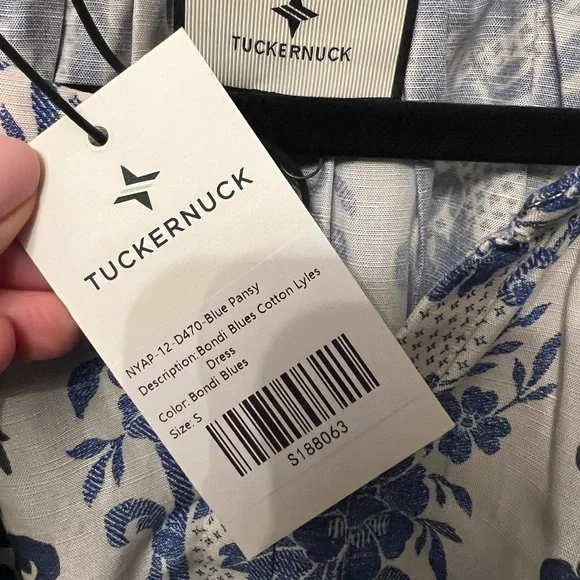 TUCKERNUCK
TUCKERNUCK
NYAP-12-D470-Blue Pansy
Description:Bondi Blues Cotton Lyles
Dress
Color:Bondi Blues
Size:S
S188063